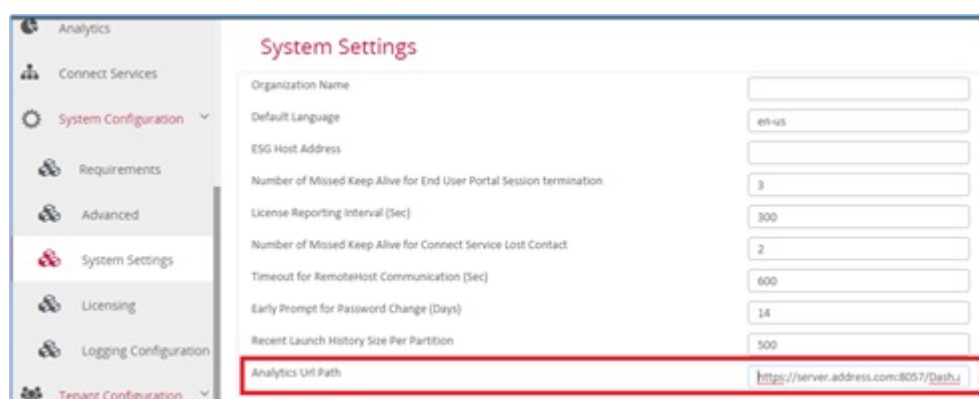 Analytics
System Settings
Connect Services
Organization Name
System Configuration
Default Language en-us
ESG Host Address
Requirements
Number of Missed Keep Alive for End User Portal Session termination 3
Advanced
License Reporting Interval (Sec) 300
Number of Missed Keep Alive for Connect Service Lost Contact 2
System Settings
Timeout for RemoteHost Communication (Sec) 600
Licensing
Early Prompt for Password Change (Days) 14
Logging Configuration
Recent Launch History Size Per Partition 500
Analytics Url Path https://server.address.com:8057/Dash.
Tenant Configuration